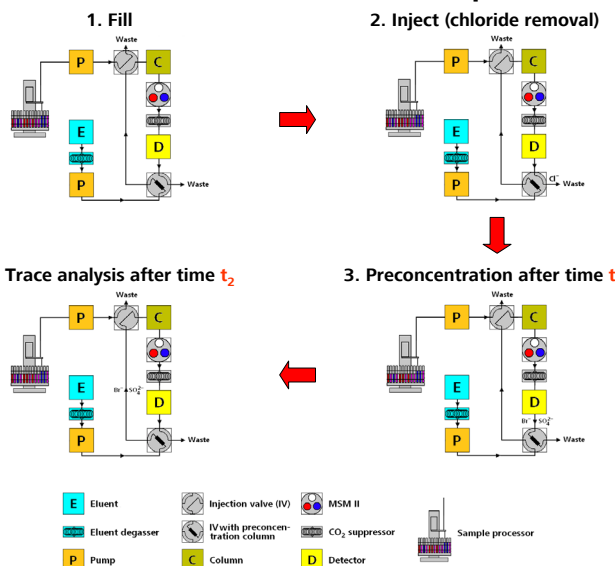 1. Fill
2. Inject (chloride removal)
Waste
P
C
E
D
P
Waste
Waste
P
C
E
D
P
Cl⁻
Waste
Trace analysis after time t₂
3. Preconcentration after time t
Waste
P
C
E
Br⁻ SO₄²⁻
D
P
Waste
Waste
P
C
E
D
Br⁻ SO₄²⁻
P
Waste
E Eluent
Injection valve (IV)
MSM II
Eluent degasser
IV with preconcen-
tration column
CO₂ suppressor
Sample processor
P Pump
C Column
D Detector